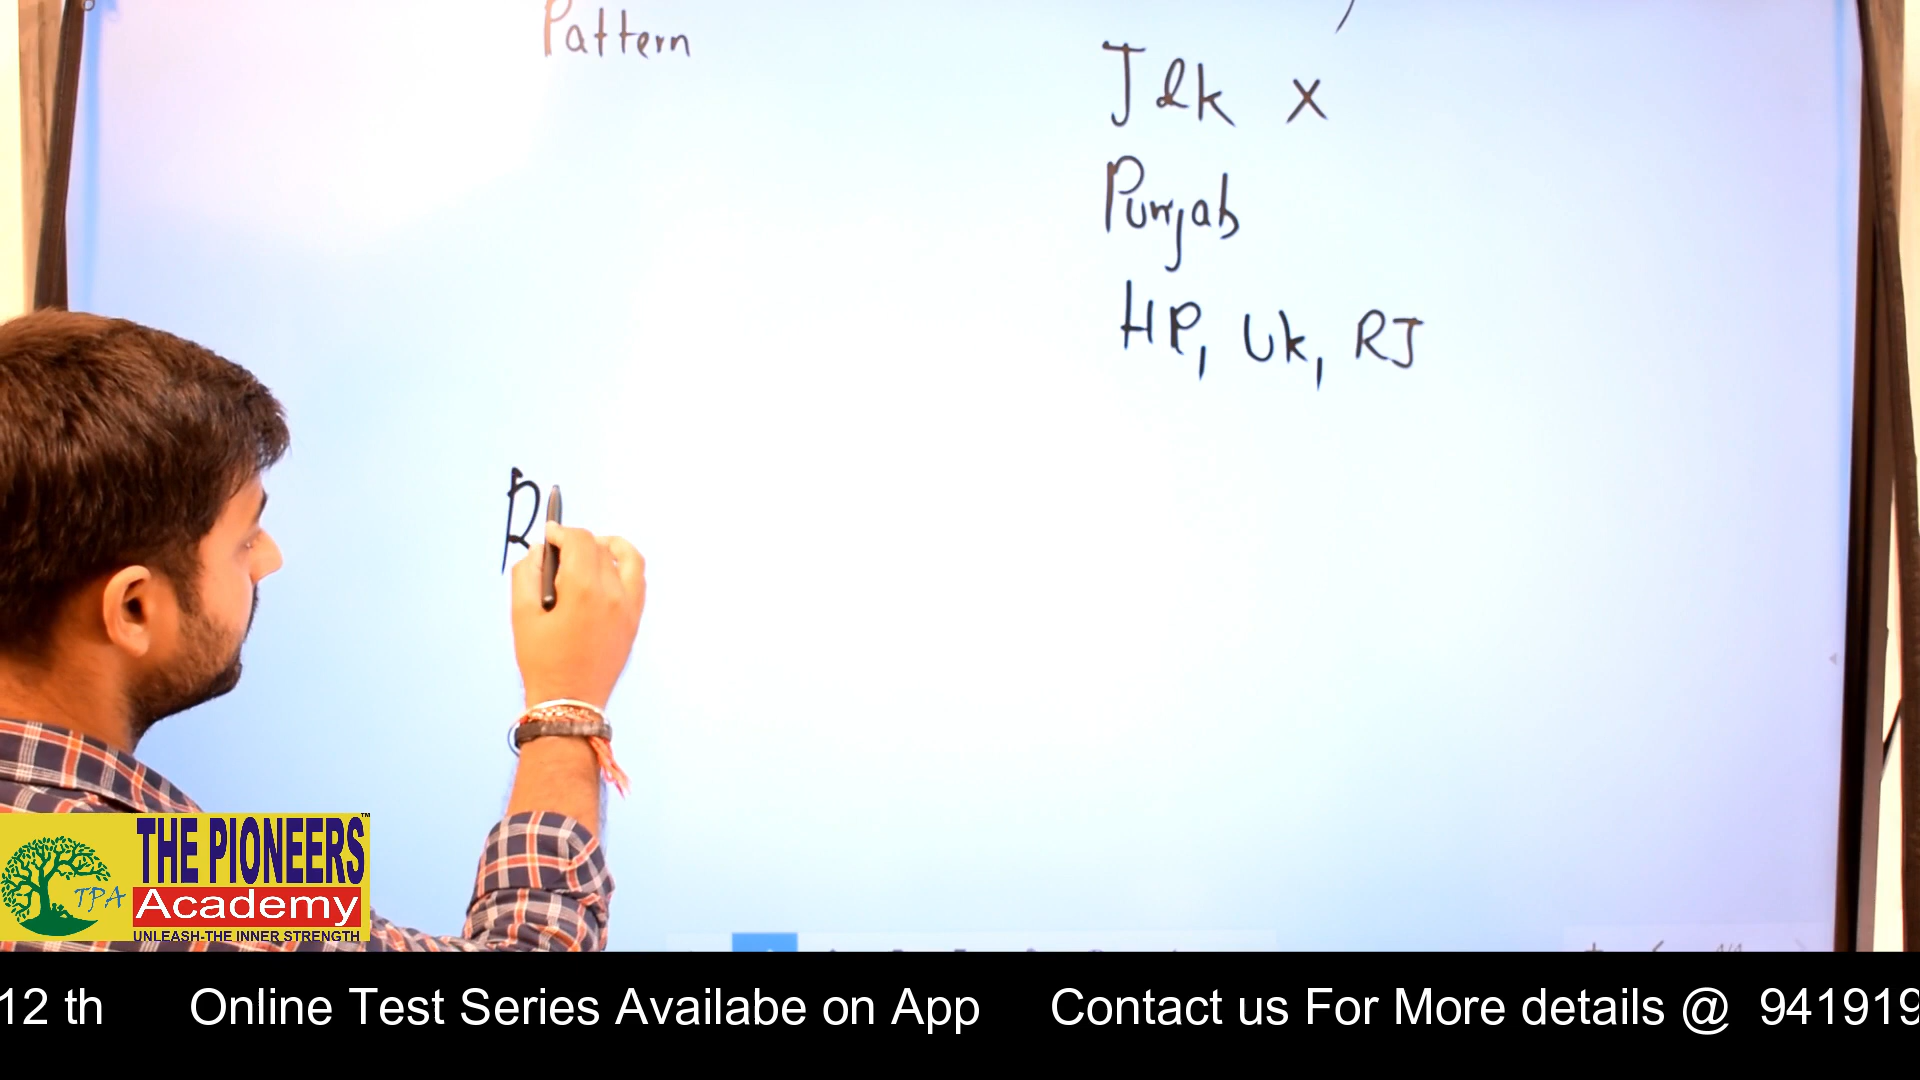 Pattern
J&k x
Punjab
HP, Uk, RJ
R
THE PIONEERS™
TPA
Academy
UNLEASH-THE INNER STRENGTH
12 th Online Test Series Availabe on App Contact us For More details @ 941919